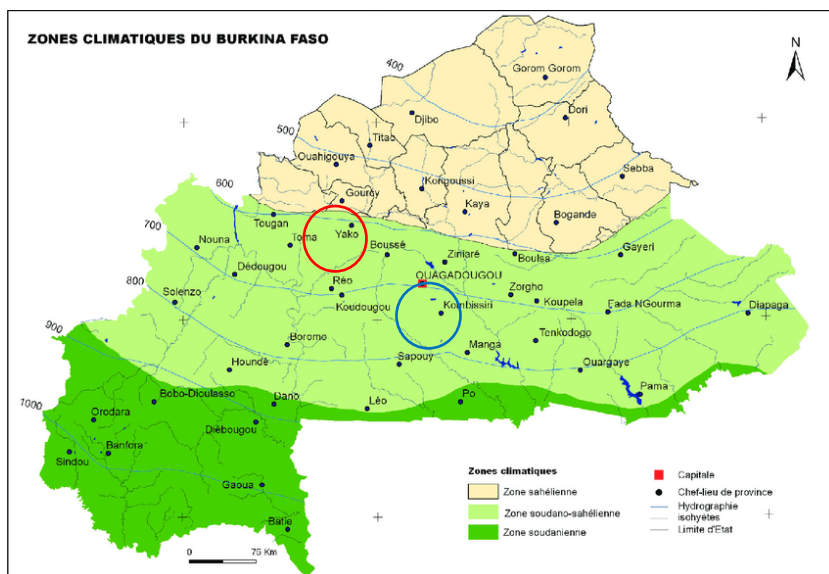 ZONES CLIMATIQUES DU BURKINA FASO
N
400
Gorom Gorom
Dori
Djibo
500
Titab
Ouahigouya
Kongoussi
Sebba
600
Gourcy
Kaya
Bogande
700
Tougan
Yako
Nouna
Toma
Boussé
Ziniaré
Boulsa
Gayeri
Dédougou
OUAGADOUGOU
800
Solenzo
Réo
Koudougou
Zorgho
Koupela
Fada NGourma
Diapaga
Kombissiri
900
Boromo
Manga
Tenkodogo
Houndè
Sapouy
Ouargaye
Pama
1000
Bobo-Dioulasso
Dano
Léo
Po
Orodara
Dièbougou
Banfora
Sindou
Gaoua
Batie
0
75 Km
Zones climatiques
Zone sahélienne
Zone soudano-sahélienne
Zone soudanienne
Capitale
Chef-lieu de province
Hydrographie
isohyètes
Limite d'Etat